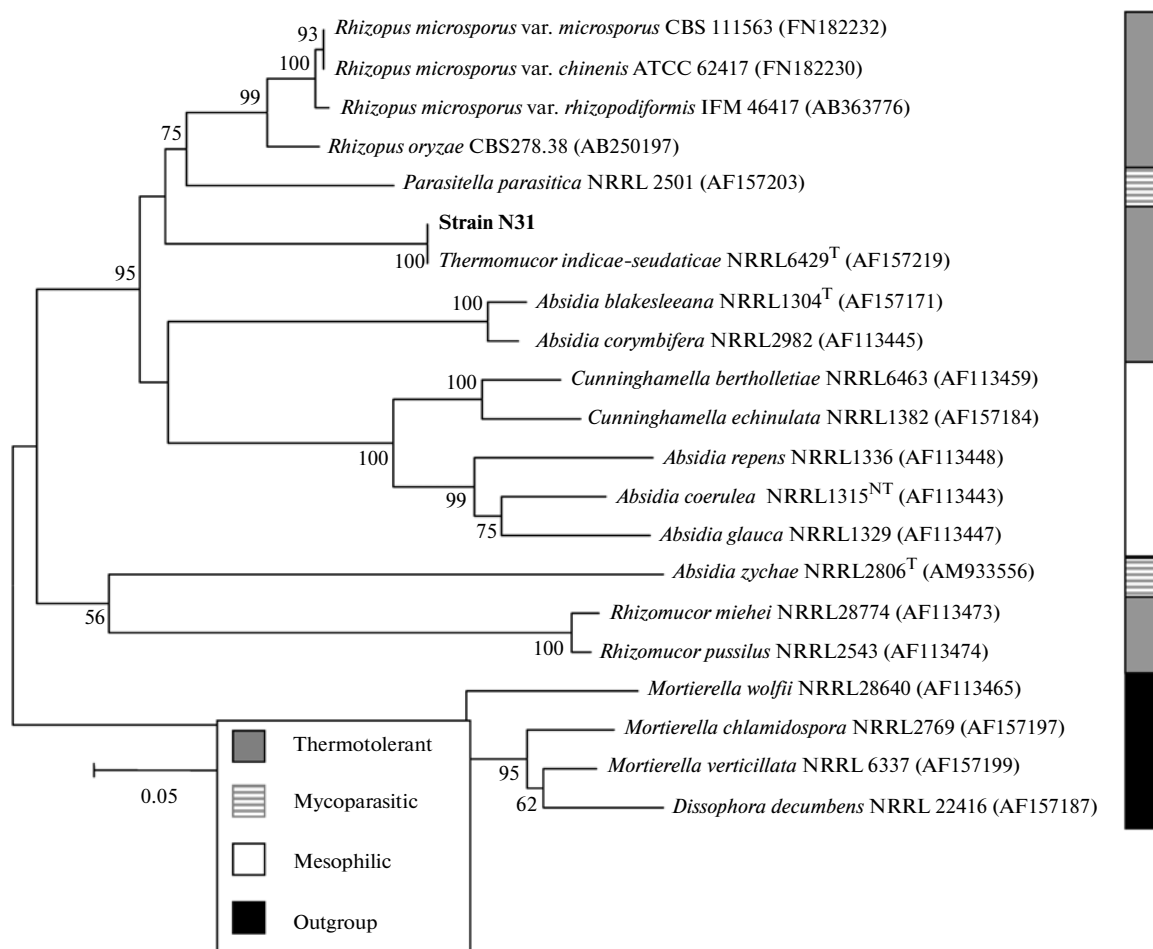 93
Rhizopus microsporus var. microsporus CBS 111563 (FN182232)
100
Rhizopus microsporus var. chinenis ATCC 62417 (FN182230)
99
Rhizopus microsporus var. rhizopodiformis IFM 46417 (AB363776)
75
Rhizopus oryzae CBS278.38 (AB250197)
Parasitella parasitica NRRL 2501 (AF157203)
Strain N31
95
100
Thermomucor indicae-seudaticae NRRL6429T (AF157219)
100
Absidia blakesleeana NRRL1304T (AF157171)
Absidia corymbifera NRRL2982 (AF113445)
100
Cunninghamella bertholletiae NRRL6463 (AF113459)
Cunninghamella echinulata NRRL1382 (AF157184)
100
Absidia repens NRRL1336 (AF113448)
99
Absidia coerulea NRRL1315NT (AF113443)
75
Absidia glauca NRRL1329 (AF113447)
Absidia zychae NRRL2806T (AM933556)
56
Rhizomucor miehei NRRL28774 (AF113473)
100
Rhizomucor pussilus NRRL2543 (AF113474)
Mortierella wolfii NRRL28640 (AF113465)
Mortierella chlamidospora NRRL2769 (AF157197)
95
Mortierella verticillata NRRL 6337 (AF157199)
62
Dissophora decumbens NRRL 22416 (AF157187)
0.05
Thermotolerant
Mycoparasitic
Mesophilic
Outgroup